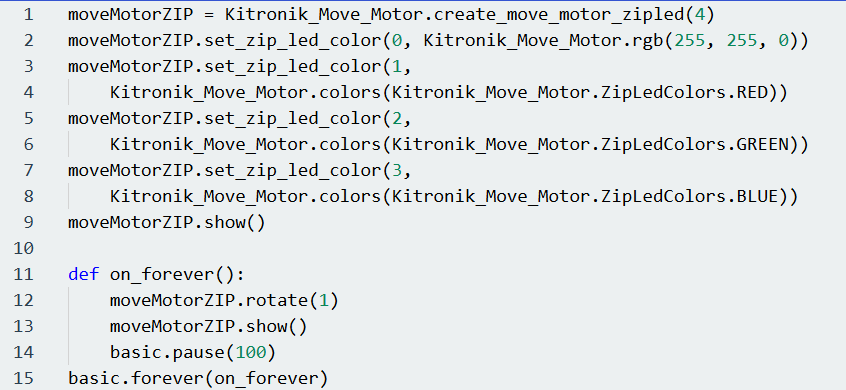 1 moveMotorZIP = Kitronik_Move_Motor.create_move_motor_zipled(4)
2 moveMotorZIP.set_zip_led_color(0, Kitronik_Move_Motor.rgb(255, 255, 0))
3 moveMotorZIP.set_zip_led_color(1,
4     Kitronik_Move_Motor.colors(Kitronik_Move_Motor.ZipLedColors.RED))
5 moveMotorZIP.set_zip_led_color(2,
6     Kitronik_Move_Motor.colors(Kitronik_Move_Motor.ZipLedColors.GREEN))
7 moveMotorZIP.set_zip_led_color(3,
8     Kitronik_Move_Motor.colors(Kitronik_Move_Motor.ZipLedColors.BLUE))
9 moveMotorZIP.show()
10
11 def on_forever():
12     moveMotorZIP.rotate(1)
13     moveMotorZIP.show()
14     basic.pause(100)
15 basic.forever(on_forever)